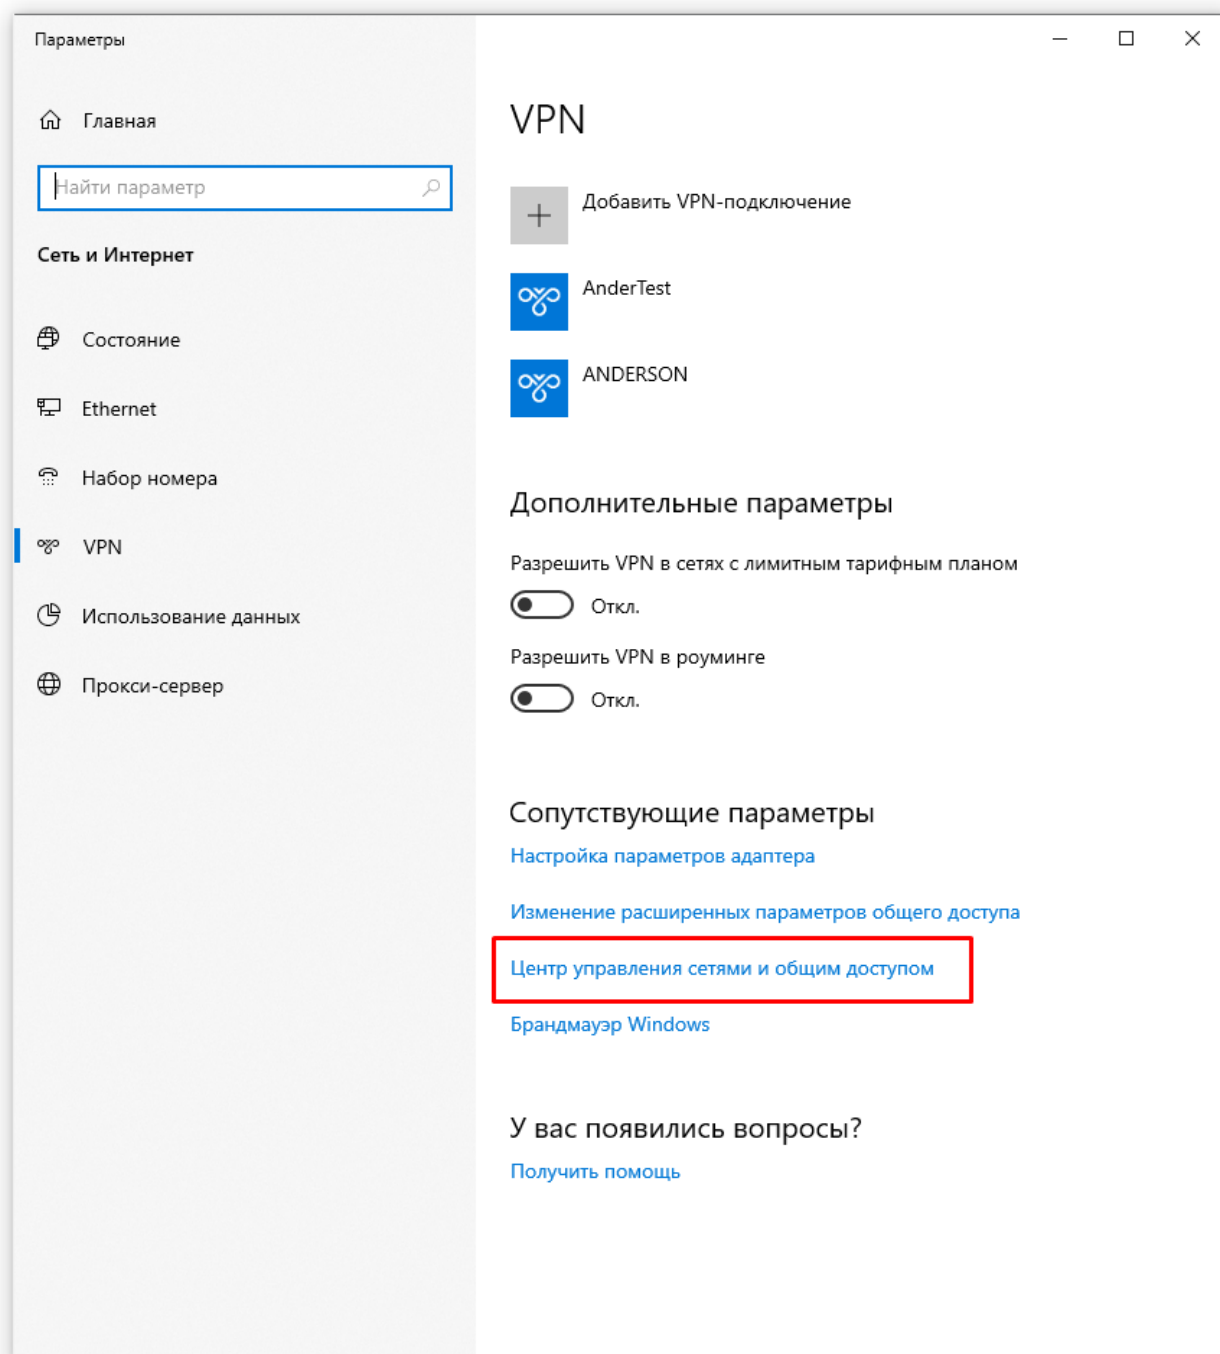 Параметры
Главная
Найти параметр
Сеть и Интернет
Состояние
Ethernet
Набор номера
VPN
Использование данных
Прокси-сервер
VPN
Добавить VPN-подключение
AnderTest
ANDERSON
Дополнительные параметры
Разрешить VPN в сетях с лимитным тарифным планом
Откл.
Разрешить VPN в роуминге
Откл.
Сопутствующие параметры
Настройка параметров адаптера
Изменение расширенных параметров общего доступа
Центр управления сетями и общим доступом
Брандмауэр Windows
У вас появились вопросы?
Получить помощь